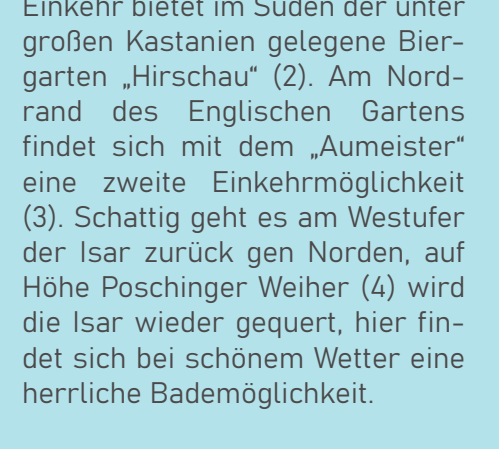 Einkehr bietet im Süden der unter
großen Kastanien gelegene Bier-
garten „Hirschau“ (2). Am Nord-
rand des Englischen Gartens
findet sich mit dem „Aumeister“
eine zweite Einkehrmöglichkeit
(3). Schattig geht es am Westufer
der Isar zurück gen Norden, auf
Höhe Poschinger Weiher (4) wird
die Isar wieder gequert, hier fin-
det sich bei schönem Wetter eine
herrliche Bademöglichkeit.